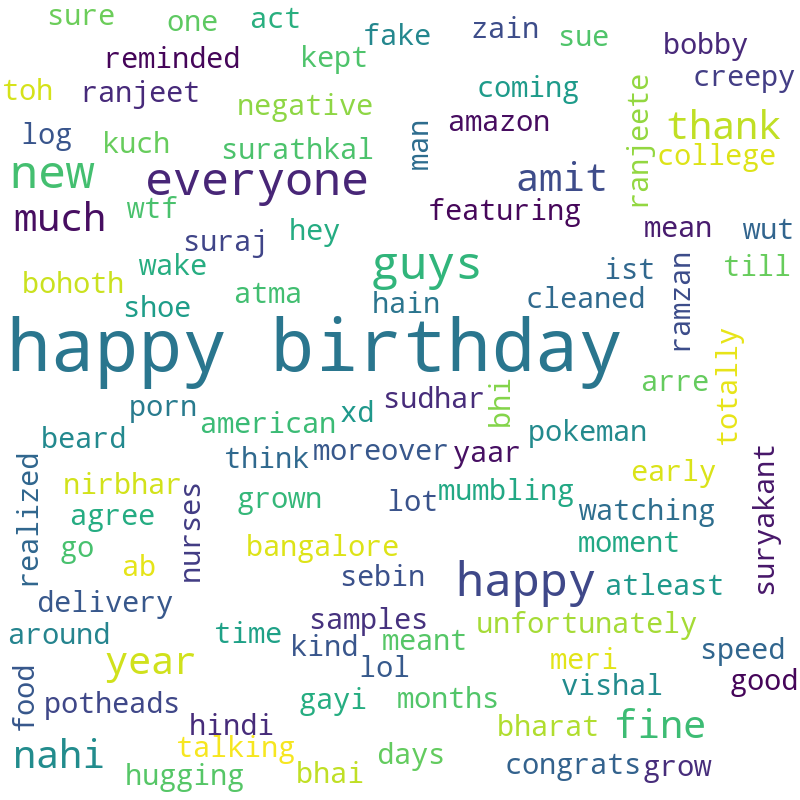 sure one act fake zain sue bobby
reminded kept
toh ranjeet negative coming creepy
log kuch surathkal man amazon ranjeete thank
new everyone amit college
much wtf suraj hey featuring mean wut
bohoth wake atma guys ist ramzan till
shoe hain cleaned
happy birthday
porn american xd sudhar bhi arre totally
beard think moreover yaar pokeman
realized nirbhar nurses grown lot mumbling early suryakant
agree watching
go ab bangalore moment
delivery sebin happy atleast
around time samples unfortunately
year kind meant meri speed
food potheads lol vishal good
hindi gayi months bharat fine
nahi talking days
hugging bhai congrats grow